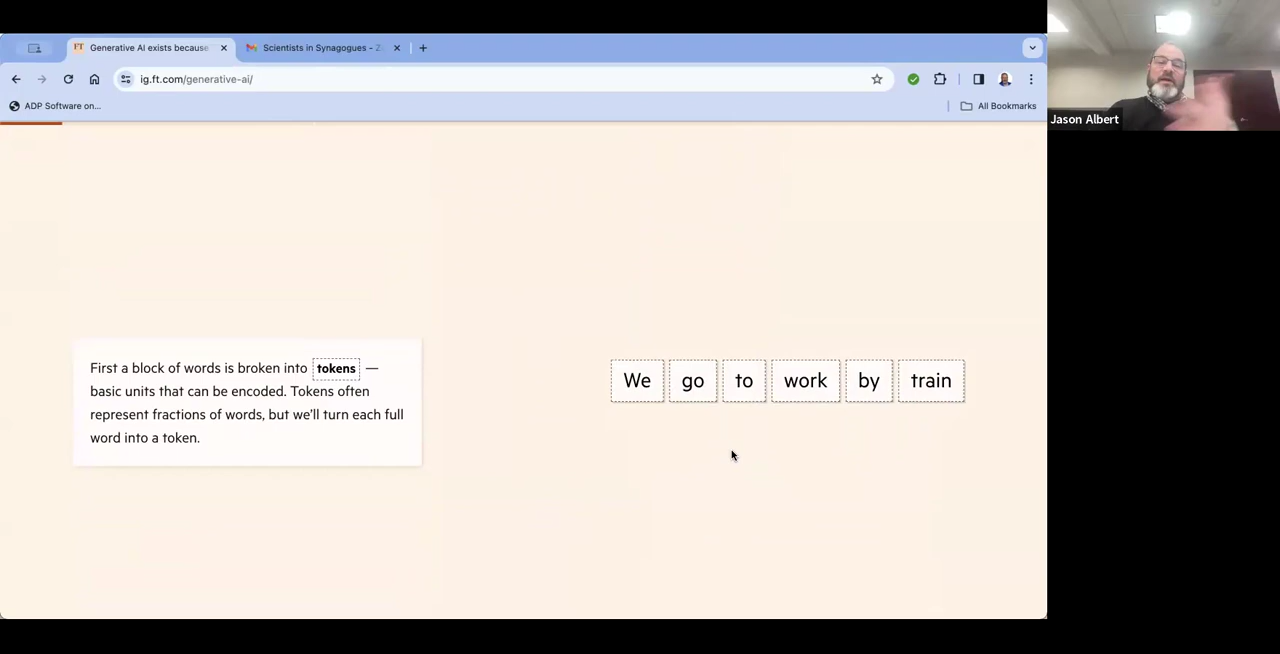 Generative AI exists because
Scientists in Synagogues -
ig.ft.com/generative-ai/
ADP Software on...
All Bookmarks
Jason Albert
First a block of words is broken into tokens —
basic units that can be encoded. Tokens often
represent fractions of words, but we'll turn each full
word into a token.
We go to work by train